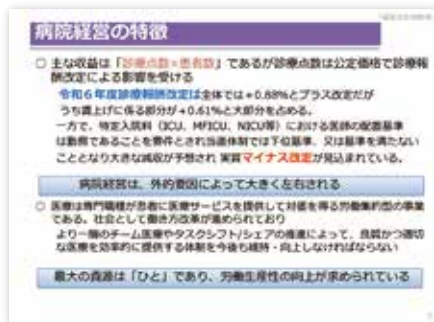 病院経営の特徴
□ 主な収益は「診療点数×患者数」であるが診療点数は公定価格で診療報
酬改定による影響を受ける
令和6年度診療報酬改定は全体では+0.88%とプラス改定だが
うち賃上げに係る部分が+0.61%と大部分を占める。
一方で、特定入院料（ICU、MFICU、NICU等）における医師の配置基準
は勤務であることを要件とされ当直体制では下位基準、又は基準を満たない
こととなり大きな減収が予想され 実質マイナス改定が見込まれている。
病院経営は、外的要因によって大きく左右される
□ 医療は専門職種が患者に医療サービスを提供して対価を得る労働集約型の事業
である。社会として働き方改革が進められており
より一層のチーム医療やタスクシフト/シェアの推進によって、良質かつ適切
な医療を効率的に提供する体制を今後も維持・向上しなければならない
最大の資源は「ひと」であり、労働生産性の向上が求められている